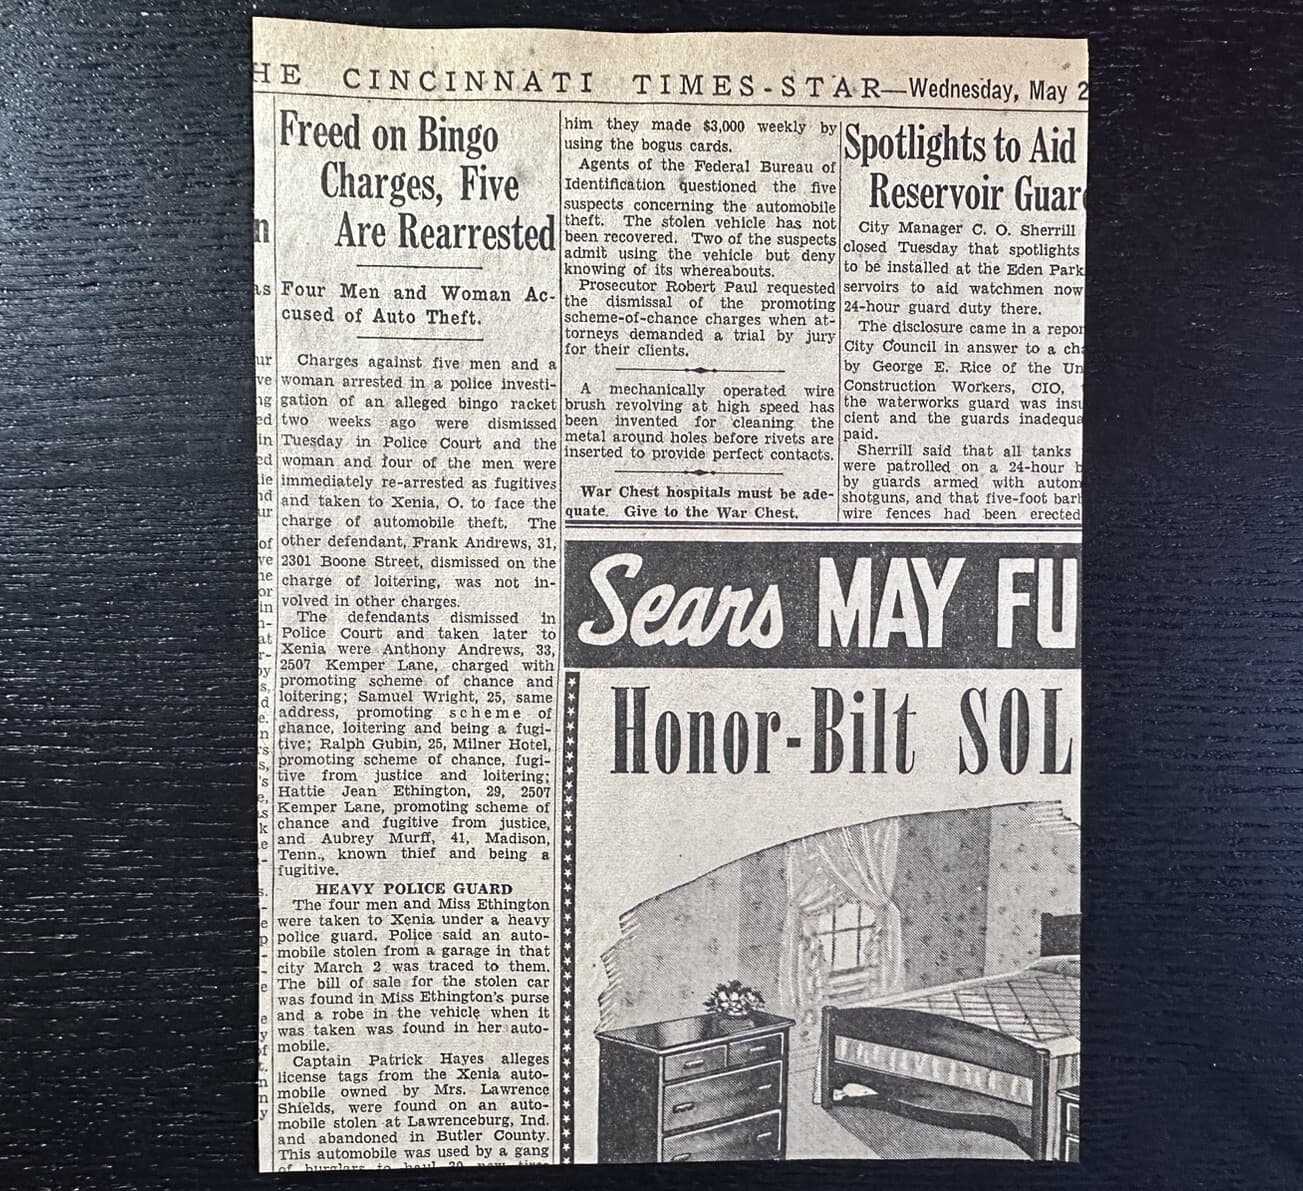 HE CINCINNATI TIMES-STAR—Wednesday, May 2
Freed on Bingo
Charges, Five
Are Rearrested
Four Men and Woman Ac-
cused of Auto Theft.
Charges against five men and a
woman arrested in a police investi-
gation of an alleged bingo racket
two weeks ago were dismissed
Tuesday in Police Court and the
woman and four of the men were
immediately re-arrested as fugitives
and taken to Xenia, O. to face the
charge of automobile theft. The
other defendant, Frank Andrews, 31,
2301 Boone Street, dismissed on the
charge of loitering, was not in-
volved in other charges.
The defendants dismissed in
Police Court and taken later to
Xenia were Anthony Andrews, 33,
2507 Kemper Lane, charged with
promoting scheme of chance and
loitering; Samuel Wright, 25, same
address, promoting scheme of
chance, loitering and being a fugi-
tive; Ralph Gubin, 25, Milner Hotel,
promoting scheme of chance, fugi-
tive from justice and loitering;
Hattie Jean Ethington, 29, 2507
Kemper Lane, promoting scheme of
chance and fugitive from justice,
and Aubrey Murff, 41, Madison,
Tenn., known thief and being a
fugitive.
HEAVY POLICE GUARD
The four men and Miss Ethington
were taken to Xenia under a heavy
police guard. Police said an auto-
mobile stolen from a garage in that
city March 2 was traced to them.
The bill of sale for the stolen car
was found in Miss Ethington's purse
and a robe in the vehicle when it
was taken was found in her auto-
mobile.
Captain Patrick Hayes alleges
license tags from the Xenia auto-
mobile owned by Mrs. Lawrence
Shields, were found on an auto-
mobile stolen at Lawrenceburg, Ind.
and abandoned in Butler County.
This automobile was used by a gang
of burglars to haul 20 new tires
him they made $3,000 weekly by
using the bogus cards.
Agents of the Federal Bureau of
Identification questioned the five
suspects concerning the automobile
theft. The stolen vehicle has not
been recovered. Two of the suspects
admit using the vehicle but deny
knowing of its whereabouts.
Prosecutor Robert Paul requested
the dismissal of the promoting
scheme-of-chance charges when at-
torneys demanded a trial by jury
for their clients.
A mechanically operated wire
brush revolving at high speed has
been invented for cleaning the
metal around holes before rivets are
inserted to provide perfect contacts.
War Chest hospitals must be ade-
quate. Give to the War Chest.
Spotlights to Aid
Reservoir Guar
City Manager C. O. Sherrill
closed Tuesday that spotlights
to be installed at the Eden Park
servoirs to aid watchmen now
24-hour guard duty there.
The disclosure came in a repor
City Council in answer to a cha
by George E. Rice of the Un
Construction Workers, CIO,
the waterworks guard was insu
cient and the guards inadequa
paid.
Sherrill said that all tanks
were patrolled on a 24-hour b
by guards armed with autom
shotguns, and that five-foot bar
wire fences had been erected
Sears MAY FU
Honor-Bilt SOL